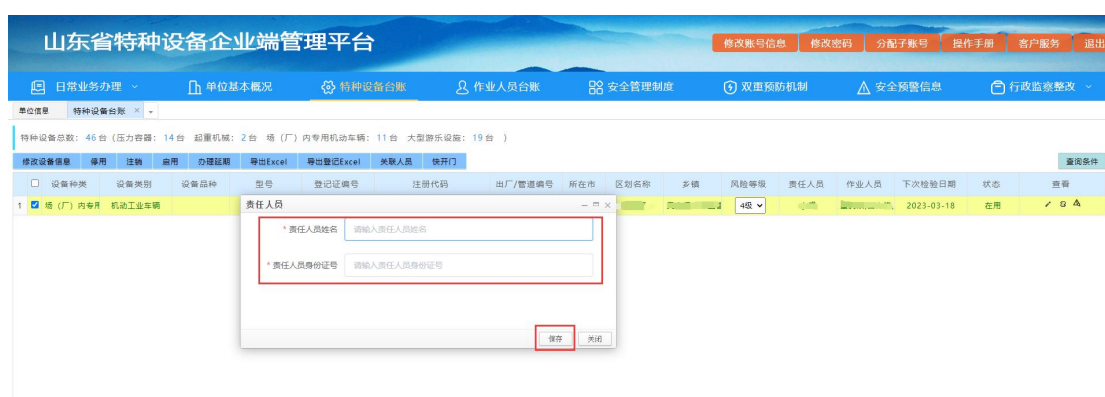 山东省特种设备企业端管理平台
修改账号信息 修改密码 分配子账号 操作手册 客户服务 退出
日常业务办理 单位基本概况 特种设备台账 作业人员台账 安全管理制度 双重预防机制 安全预警信息 行政监察整改
单位信息 特种设备台账 ×
特种设备总数: 46台 (压力容器: 14台 起重机械: 2台 场 (厂) 内专用机动车辆: 11台 大型游乐设施: 19台 )
修改设备信息 停用 注销 启用 办理延期 导出Excel 导出登记Excel 关联人员 快开门 查询条件
设备种类 设备类别 设备品种 型号 登记证编号 注册代码 出厂/管道编号 所在市 区划名称 乡镇 风险等级 责任人员 作业人员 下次检验日期 状态 查看
1 场 (厂) 内专用 机动工业车辆 4级 2023-03-18 在用
责任人员
* 责任人员姓名 请输入责任人员姓名
* 责任人员身份证号 请输入责任人员身份证号
保存 关闭